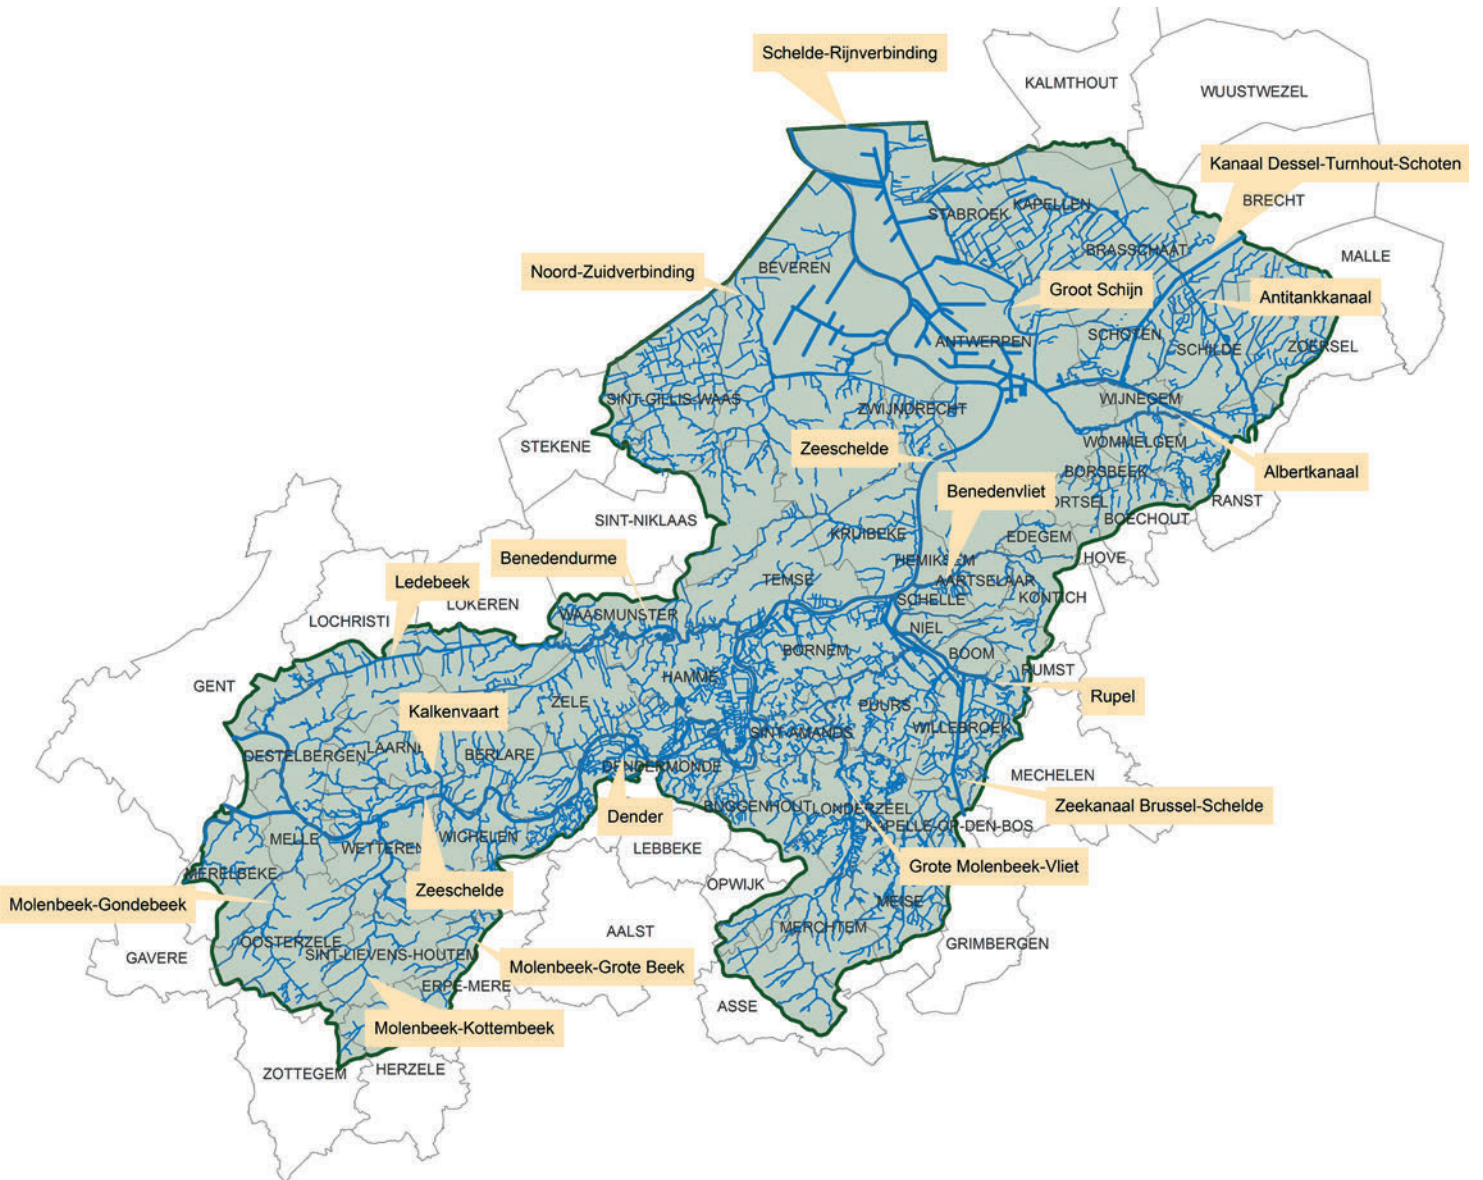 Schelde-Rijnverbinding
KALMTHOUT
WUUSTWEZEL
Kanaal Dessel-Turnhout-Schoten
BRECHT
STABROEK
KAPELLEN
BRASSCHAAT
MALLE
Noord-Zuidverbinding
BEVEREN
Groot Schijn
Antitankkanaal
ANTWERPEN
SCHOTEN
SCHILDE
ZOERSEL
SINT-GILLIS-WAAS
ZWIJNDRECHT
WIJNEGEM
STEKENE
Zeeschelde
WOMMELGEM
Albertkanaal
BORSBEEK
Benedenvliet
ORTSEL
RANST
SINT-NIKLAAS
BOECHOUT
KRUIBEKE
EDEGEM
Benedendurme
HEMIKSEM
HOVE
Ledebeek
TEMSE
AARTSELAAR
KONTICH
LOKEREN
WAASMUNSTER
SCHELLE
LOCHRISTI
NIEL
BORNEM
BOOM
GENT
HAMME
RUMST
Rupel
Kalkenvaart
ZELE
PUURS
WILLEBROEK
DESTELBERGEN
LAARNE
BERLARE
SINT-AMANDS
DENDERMONDE
MECHELEN
Zeekanaal Brussel-Schelde
BUGGENHOUT
LONDERZEEL
Dender
KAPELLE-OP-DEN-BOS
MELLE
WETTEREN
WICHELEN
LEBBEKE
MERELBEKE
Grote Molenbeek-Vliet
Zeeschelde
OPWIJK
Molenbeek-Gondebeek
MEISE
MERCHTEM
AALST
OOSTERZELE
GRIMBERGEN
SINT-LIEVENS-HOUTEM
GAVERE
Molenbeek-Grote Beek
ERPE-MERE
ASSE
Molenbeek-Kottembeek
ZOTTEGEM
HERZELE